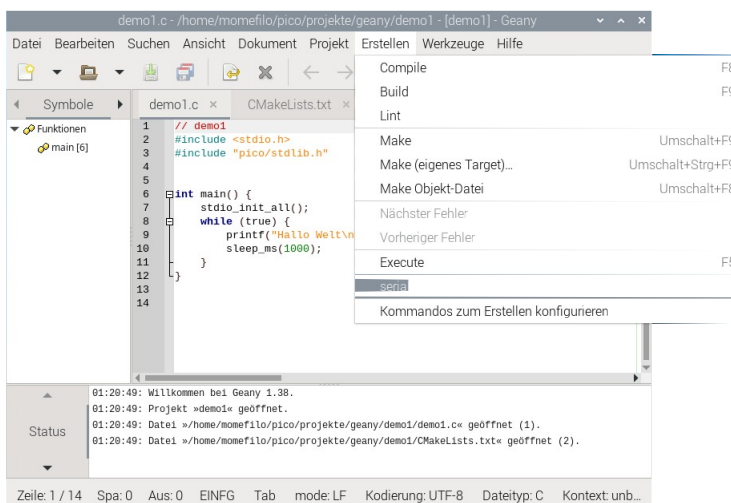 demo1.c - /home/momefilo/pico/projekte/geany/demo1 - [demo1] - Geany
Datei Bearbeiten Suchen Ansicht Dokument Projekt Erstellen Werkzeuge Hilfe
Compile F8
Build F9
Lint
Make Umschalt+F9
Make (eigenes Target)... Umschalt+Strg+F9
Make Objekt-Datei Umschalt+F8
Nächster Fehler
Vorheriger Fehler
Execute F5
serial
Kommandos zum Erstellen konfigurieren
Symbole demo1.c × CMakeLists.txt ×
Funktionen
main [6]
1 // demo1
2 #include <stdio.h>
3 #include "pico/stdlib.h"
4
5
6 int main() {
7 stdio_init_all();
8 while (true) {
9 printf("Hallo Welt\n
10 sleep_ms(1000);
11 }
12 }
13
14
Status
01:20:49: Willkommen bei Geany 1.38.
01:20:49: Projekt »demo1« geöffnet.
01:20:49: Datei »/home/momefilo/pico/projekte/geany/demo1/demo1.c« geöffnet (1).
01:20:49: Datei »/home/momefilo/pico/projekte/geany/demo1/CMakeLists.txt« geöffnet (2).
Zeile: 1 / 14 Spa: 0 Aus: 0 EINFG Tab mode: LF Kodierung: UTF-8 Dateityp: C Kontext: unb...